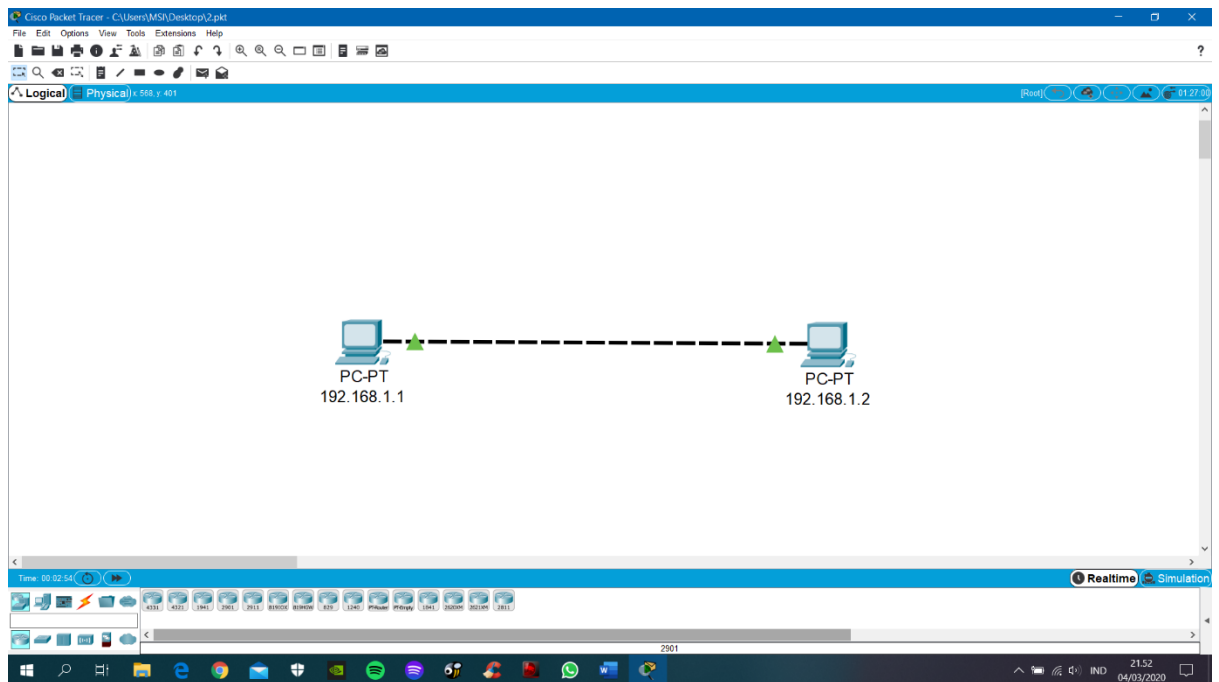 Cisco Packet Tracer - C:\Users\MSI\Desktop\2.pkt
File Edit Options View Tools Extensions Help
?
Logical Physical x: 568, y: 401 [Root] 01:27:00
PC-PT
192.168.1.1
PC-PT
192.168.1.2
Time: 00:02:54 Realtime Simulation
4331 4321 1941 2901 2911 819IOX 819HGW 829 1240 PT-Router PT-Empty 1841 2620XM 2621XM 2811
2901
IND 21.52
04/03/2020